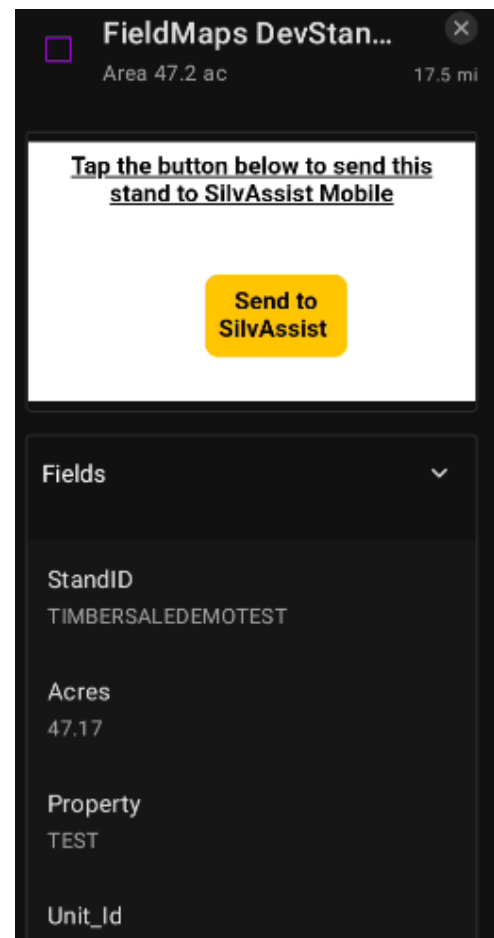 FieldMaps DevStan...
Area 47.2 ac
17.5 mi
Tap the button below to send this
stand to SilvAssist Mobile
Send to
SilvAssist
Fields
StandID
TIMBERSALEDEMOTEST
Acres
47.17
Property
TEST
Unit_Id